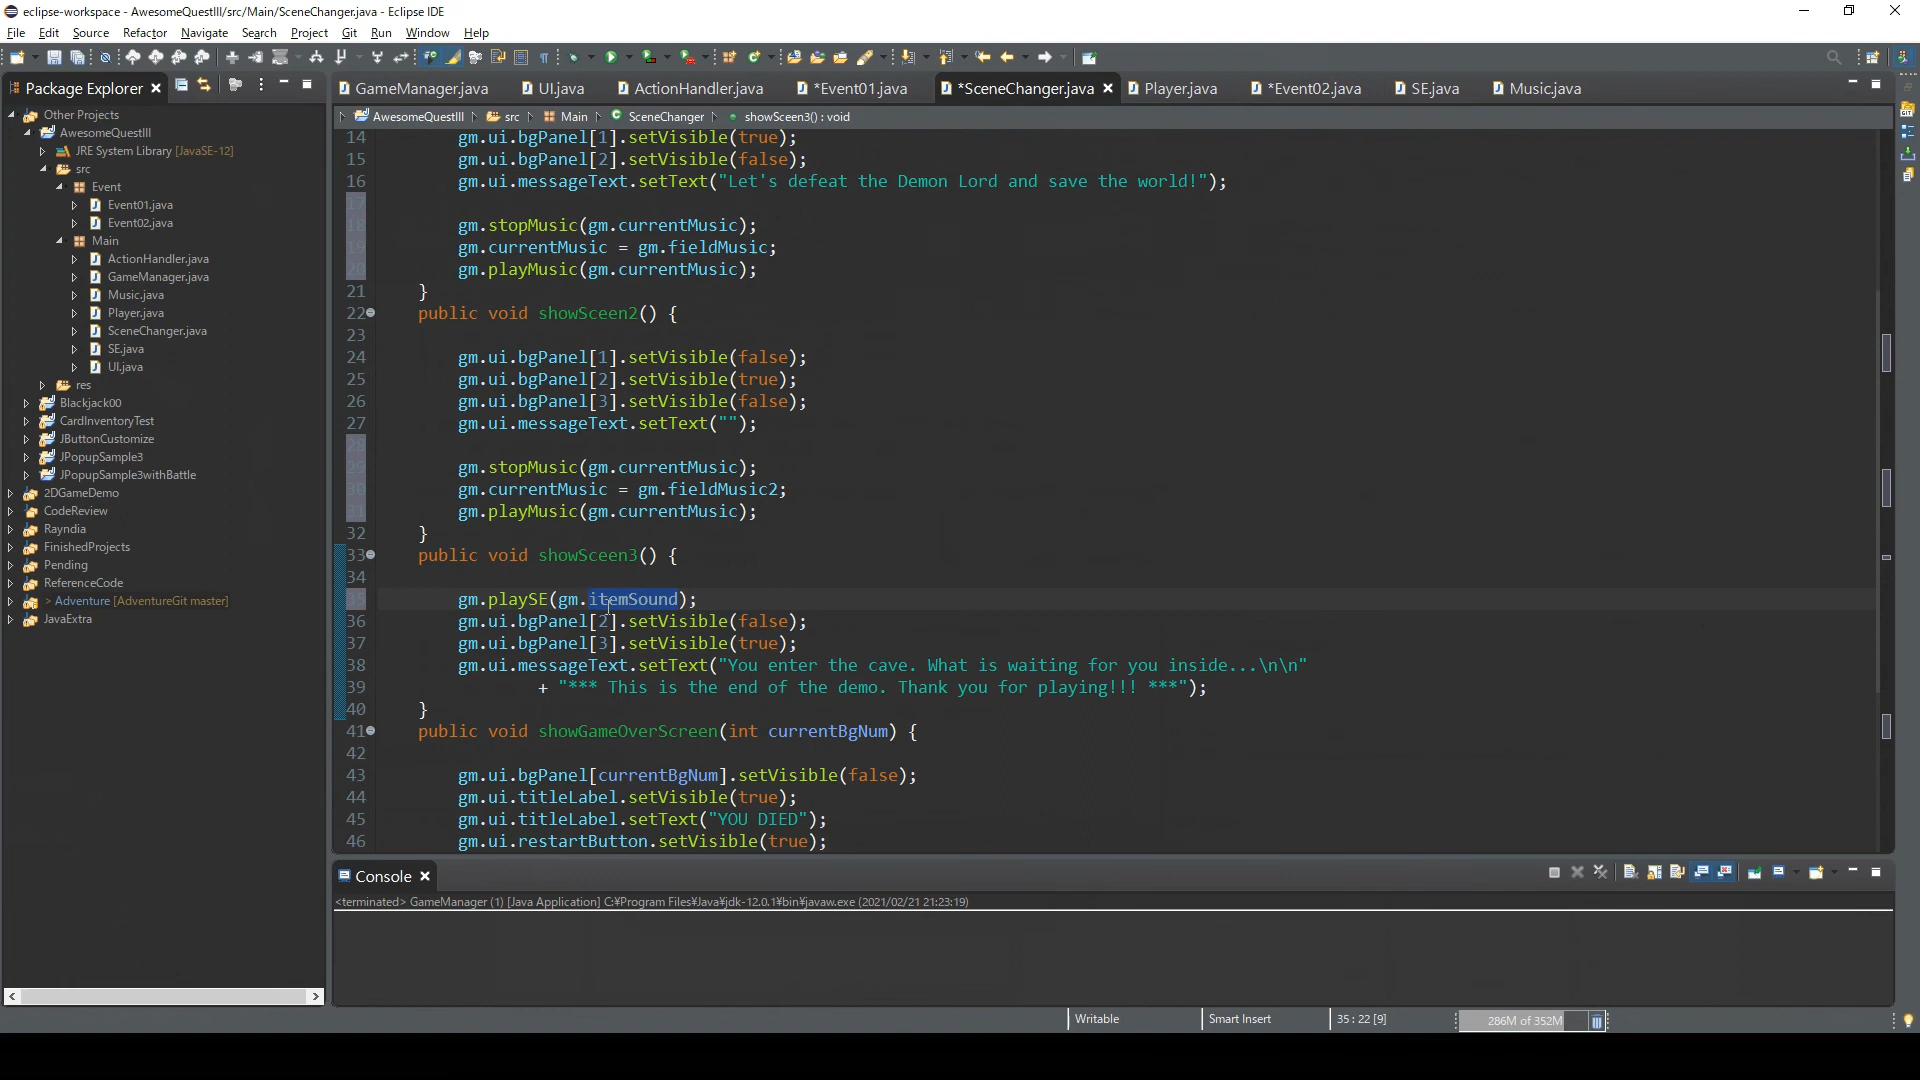 eclipse-workspace - AwesomeQuestIII/src/Main/SceneChanger.java - Eclipse IDE
File Edit Source Refactor Navigate Search Project Git Run Window Help
Package Explorer
GameManager.java UI.java ActionHandler.java *Event01.java *SceneChanger.java Player.java *Event02.java SE.java Music.java
AwesomeQuestIII src Main SceneChanger showSceen3() : void
Other Projects
AwesomeQuestIII
JRE System Library [JavaSE-12]
src
Event
Event01.java
Event02.java
Main
ActionHandler.java
GameManager.java
Music.java
Player.java
SceneChanger.java
SE.java
UI.java
res
Blackjack00
CardInventoryTest
JButtonCustomize
JPopupSample3
JPopupSample3withBattle
2DGameDemo
CodeReview
Rayndia
FinishedProjects
Pending
ReferenceCode
> Adventure [AdventureGit master]
JavaExtra
14 gm.ui.bgPanel[1].setVisible(true);
15 gm.ui.bgPanel[2].setVisible(false);
16 gm.ui.messageText.setText("Let's defeat the Demon Lord and save the world!");
17
18 gm.stopMusic(gm.currentMusic);
19 gm.currentMusic = gm.fieldMusic;
20 gm.playMusic(gm.currentMusic);
21 }
22 public void showSceen2() {
23
24 gm.ui.bgPanel[1].setVisible(false);
25 gm.ui.bgPanel[2].setVisible(true);
26 gm.ui.bgPanel[3].setVisible(false);
27 gm.ui.messageText.setText("");
28
29 gm.stopMusic(gm.currentMusic);
30 gm.currentMusic = gm.fieldMusic2;
31 gm.playMusic(gm.currentMusic);
32 }
33 public void showSceen3() {
34
35 gm.playSE(gm.itemSound);
36 gm.ui.bgPanel[2].setVisible(false);
37 gm.ui.bgPanel[3].setVisible(true);
38 gm.ui.messageText.setText("You enter the cave. What is waiting for you inside...\n\n"
39 + "*** This is the end of the demo. Thank you for playing!!! ***");
40 }
41 public void showGameOverScreen(int currentBgNum) {
42
43 gm.ui.bgPanel[currentBgNum].setVisible(false);
44 gm.ui.titleLabel.setVisible(true);
45 gm.ui.titleLabel.setText("YOU DIED");
46 gm.ui.restartButton.setVisible(true);
Console
<terminated> GameManager (1) [Java Application] C:¥Program Files¥Java¥jdk-12.0.1¥bin¥javaw.exe (2021/02/21 21:23:19)
Writable Smart Insert 35 : 22 [9] 286M of 352M